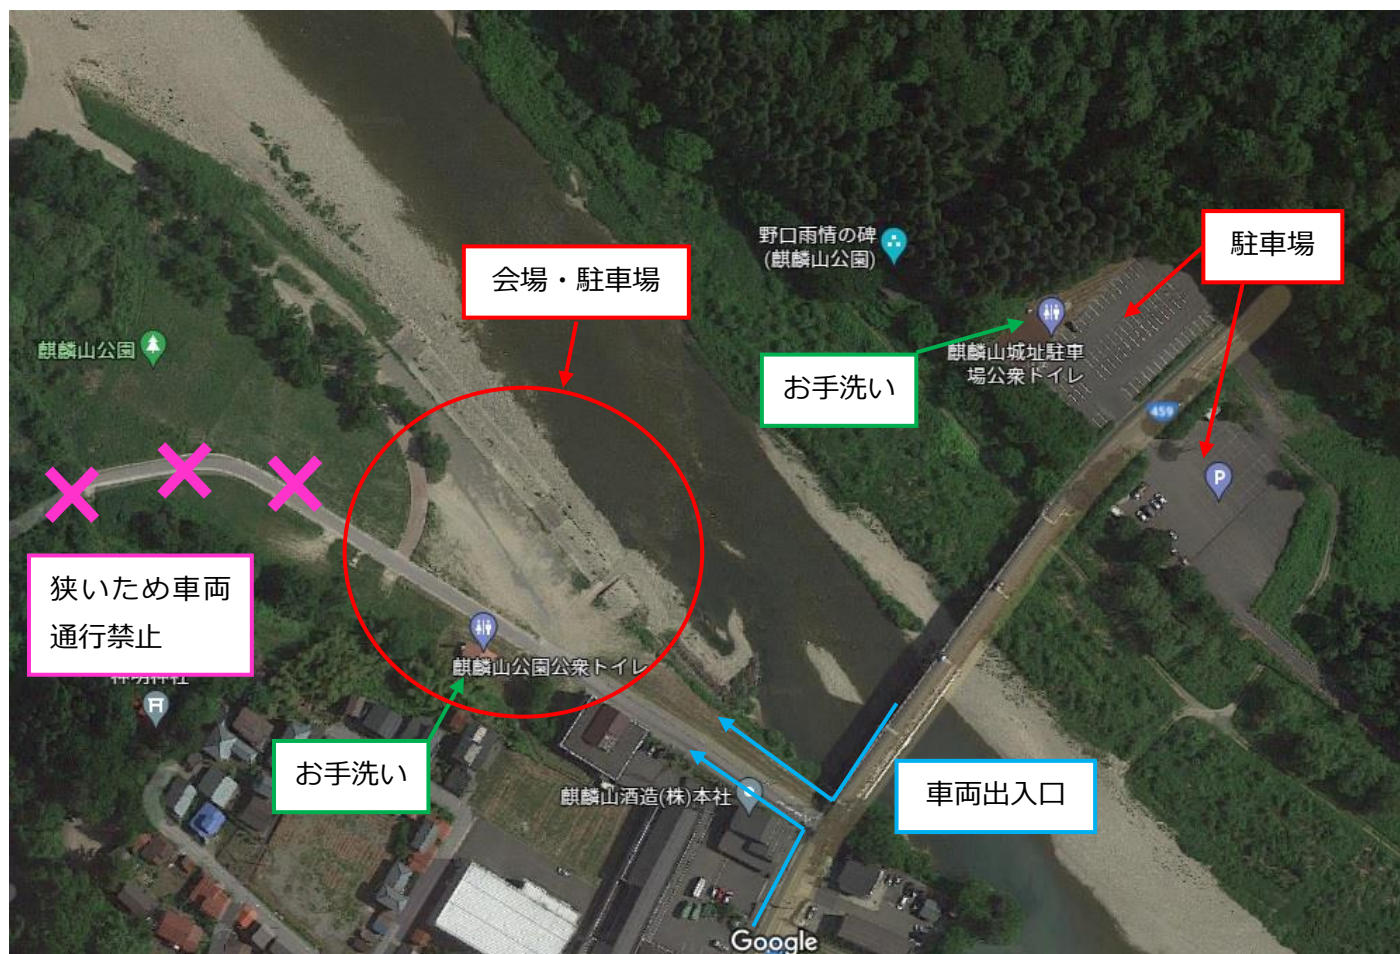 野口雨情の碑
(麒麟山公園)
駐車場
会場・駐車場
麒麟山公園
麒麟山城址駐車
場公衆トイレ
お手洗い
459
P
狭いため車両
通行禁止
麒麟山公園公衆トイレ
神明神社
お手洗い
麒麟山酒造(株)本社
車両出入口
Google